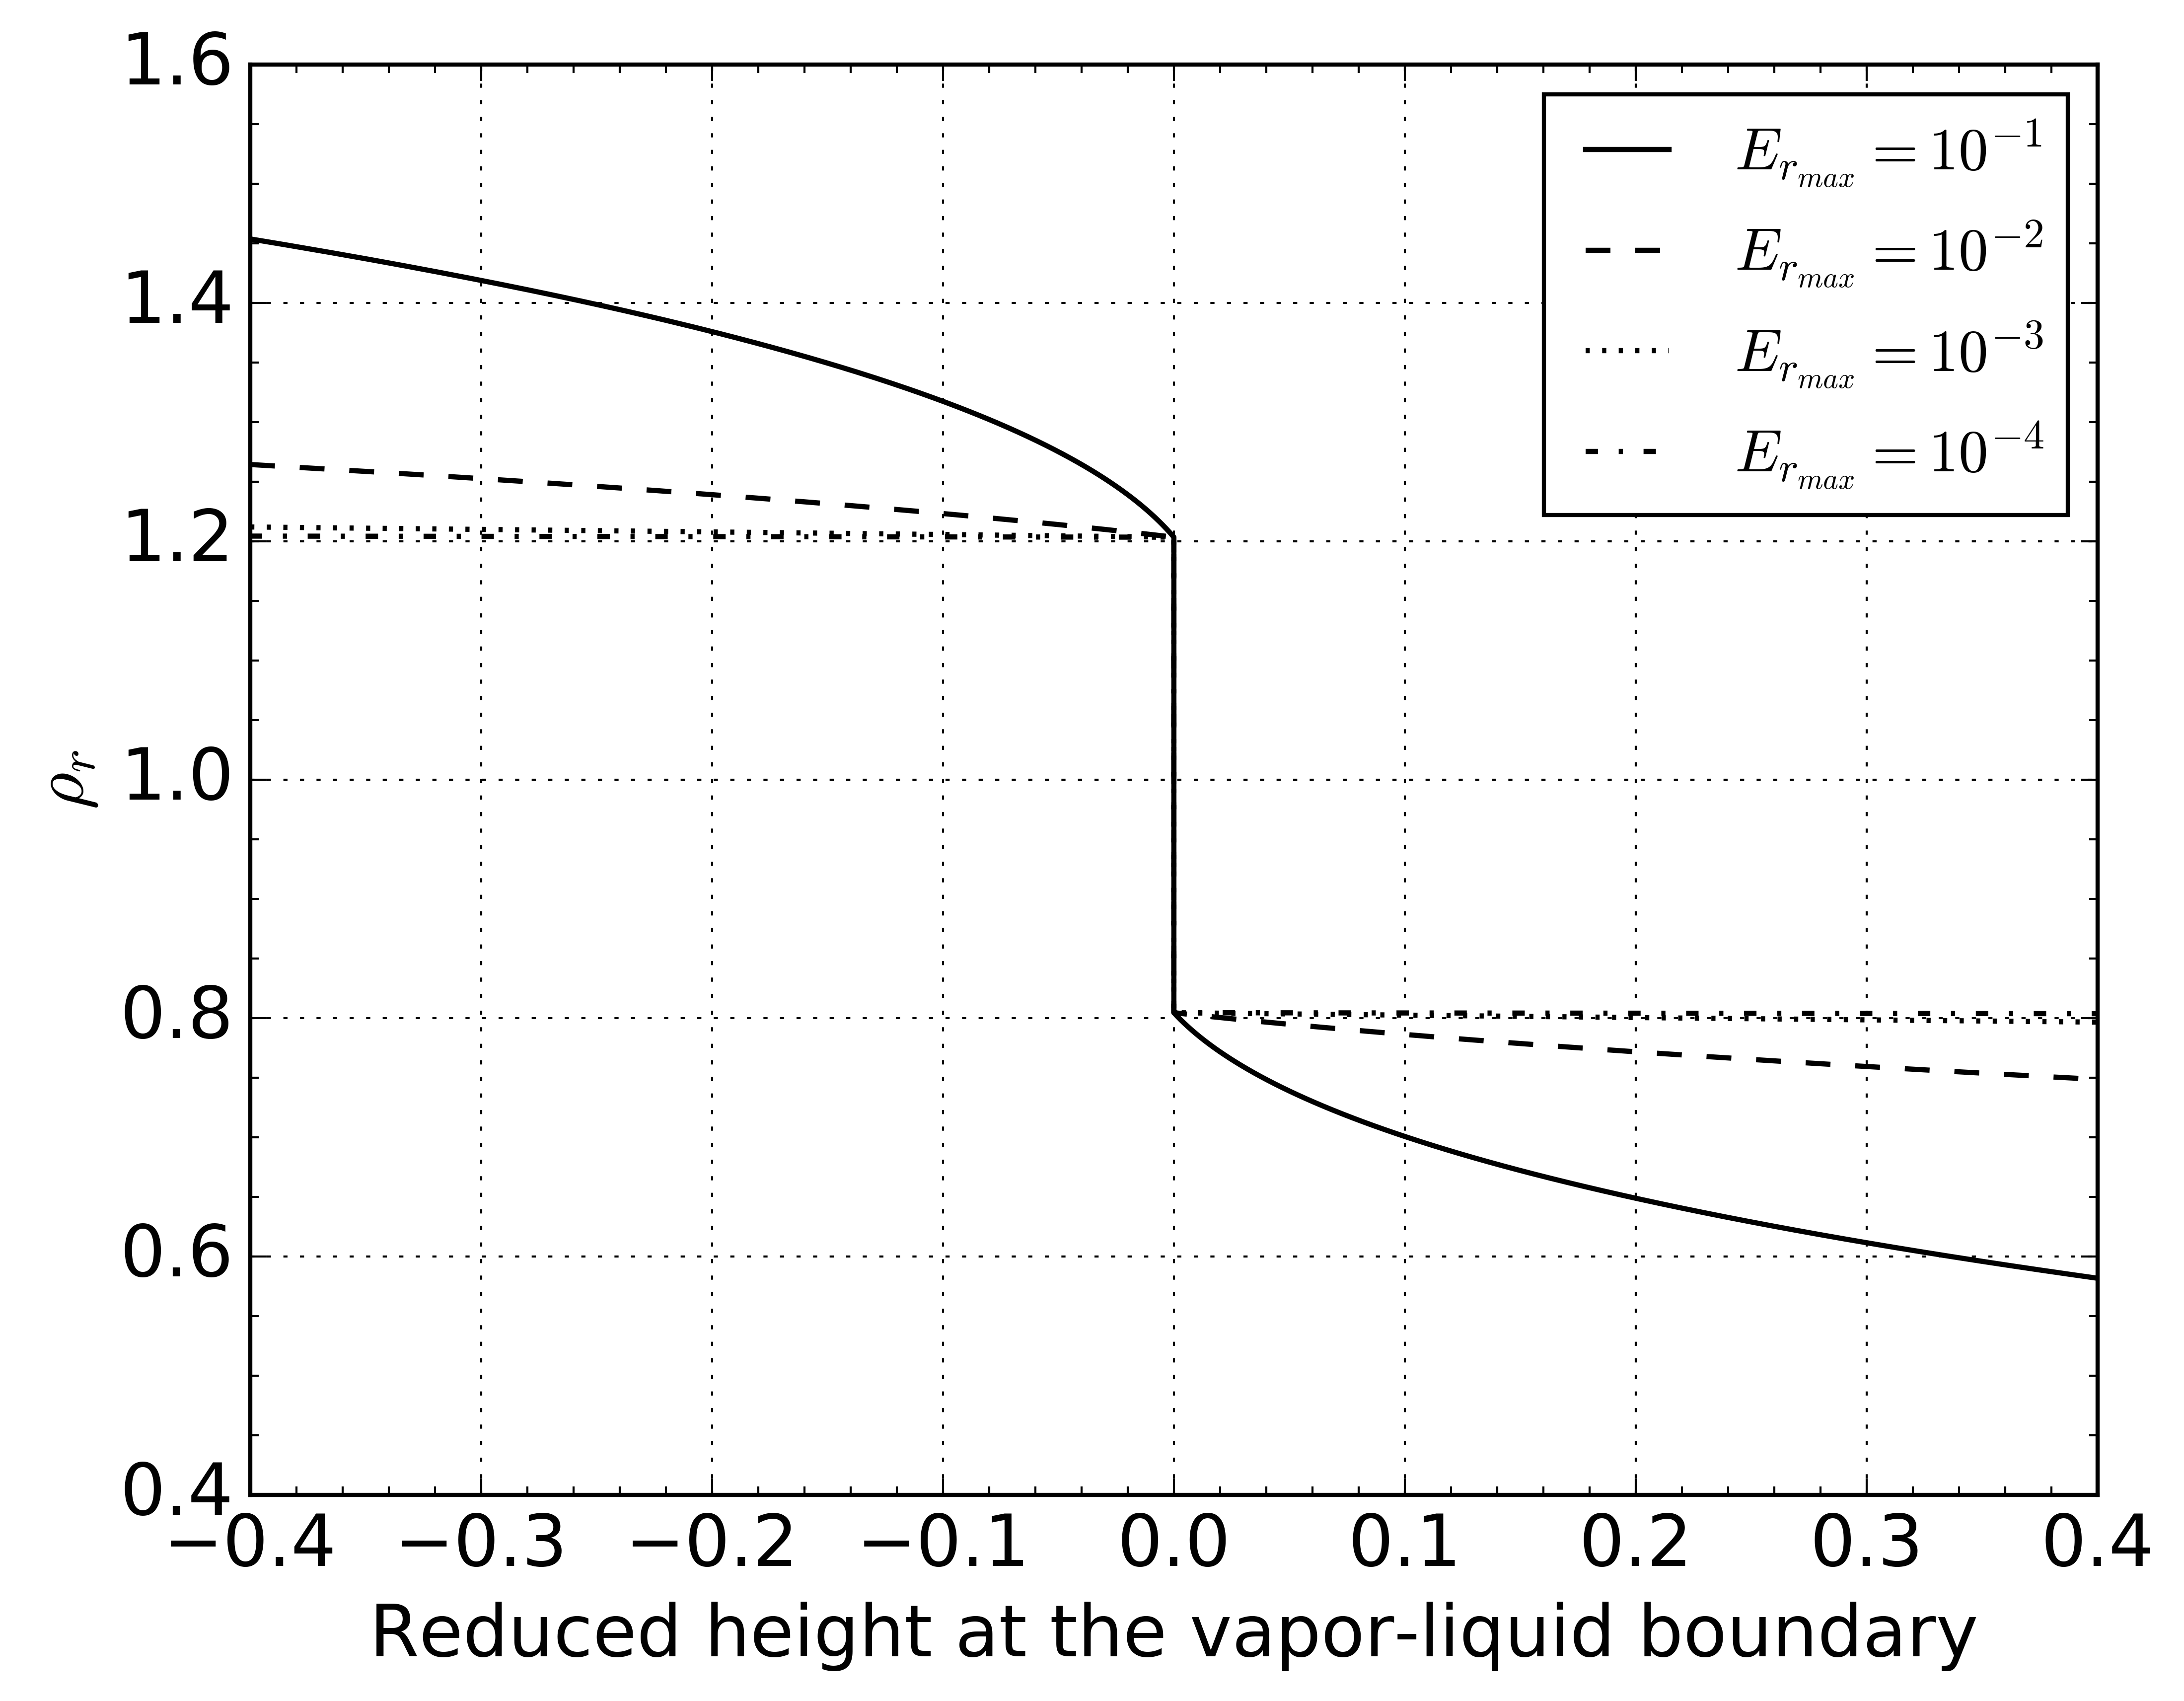 1.6
1.4
1.2
1.0
0.8
0.6
0.4
ρᵣ
−0.4 −0.3 −0.2 −0.1 0.0 0.1 0.2 0.3 0.4
Reduced height at the vapor-liquid boundary
E_{r_{max}} = 10^{−1}
E_{r_{max}} = 10^{−2}
E_{r_{max}} = 10^{−3}
E_{r_{max}} = 10^{−4}